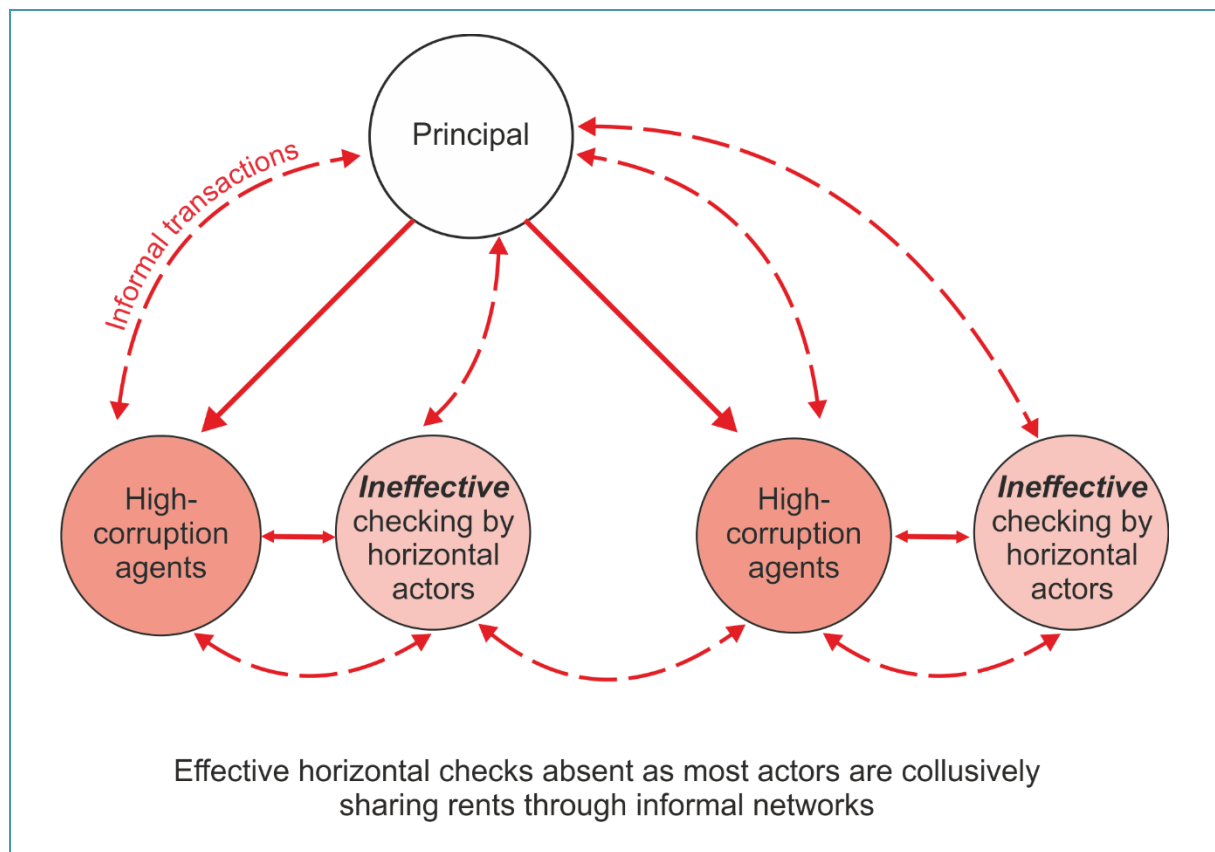 Principal
Informal transactions
High-
corruption
agents
Ineffective
checking by
horizontal
actors
High-
corruption
agents
Ineffective
checking by
horizontal
actors
Effective horizontal checks absent as most actors are collusively
sharing rents through informal networks